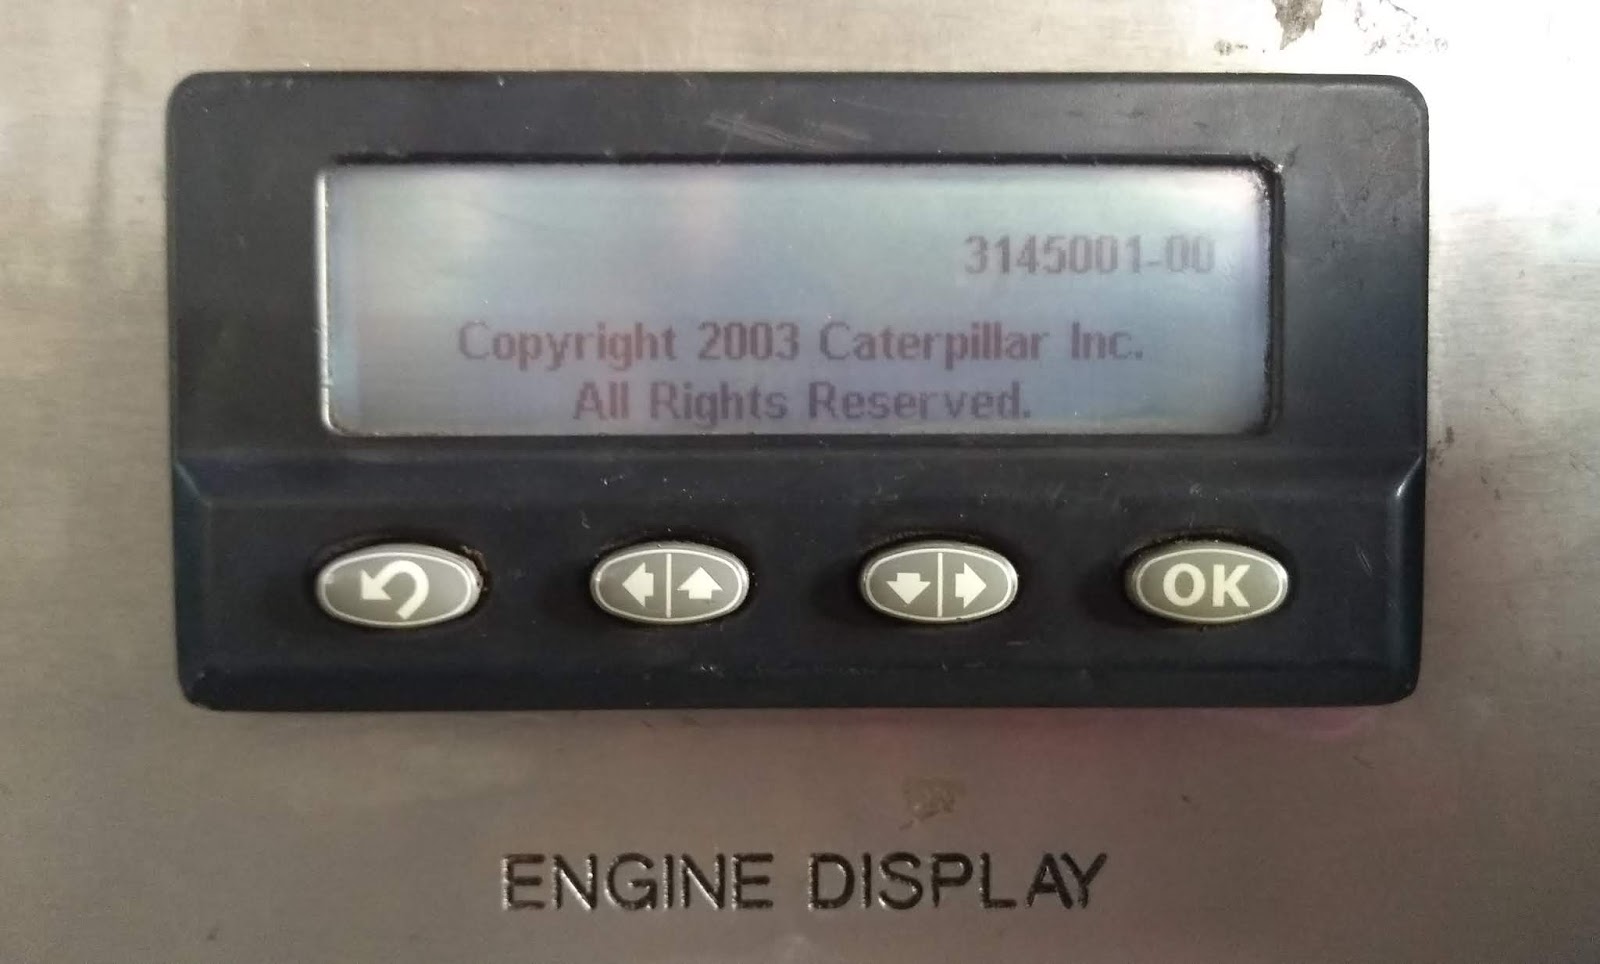 3145001-00
Copyright 2003 Caterpillar Inc.
All Rights Reserved.
OK
ENGINE DISPLAY